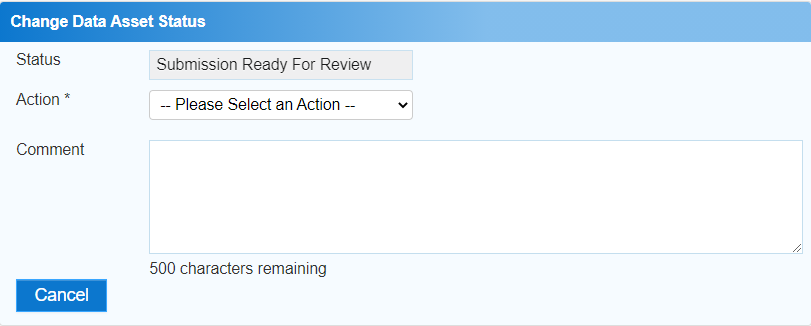 Change Data Asset Status
Status Submission Ready For Review
Action * -- Please Select an Action --
Comment
500 characters remaining
Cancel